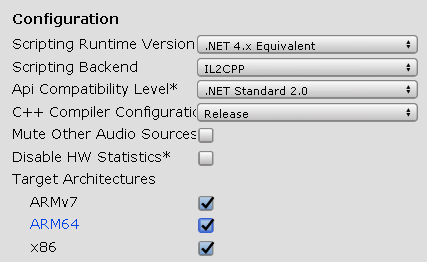 Configuration
Scripting Runtime Version .NET 4.x Equivalent
Scripting Backend IL2CPP
Api Compatibility Level* .NET Standard 2.0
C++ Compiler Configuratio Release
Mute Other Audio Sources
Disable HW Statistics*
Target Architectures
ARMv7
ARM64
x86